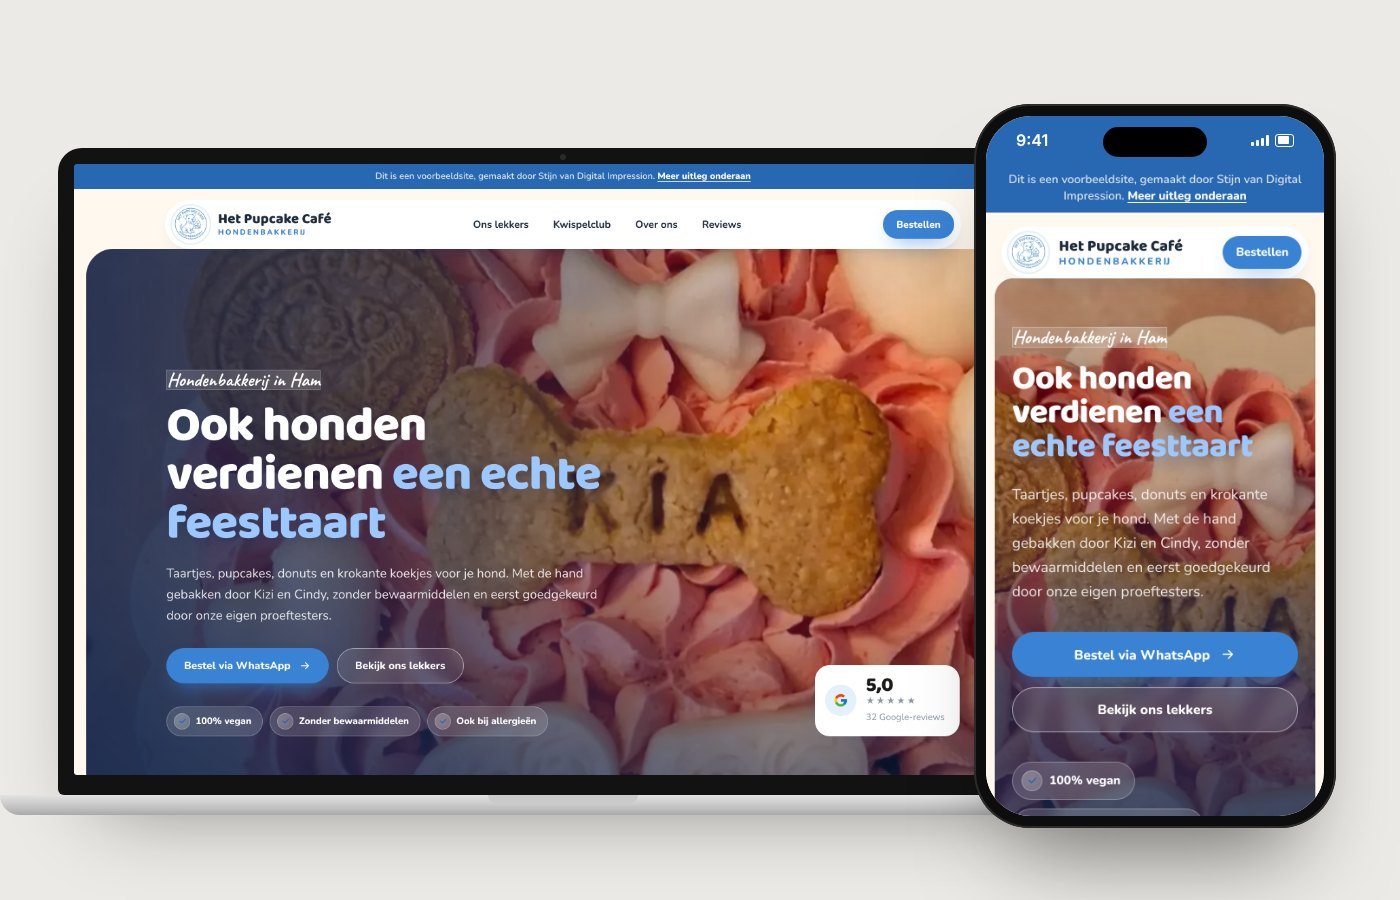 Dit is een voorbeeldsite, gemaakt door Stijn van Digital Impression. Meer uitleg onderaan
Het Pupcake Café
HONDENBAKKERIJ
Ons lekkers
Kwispelclub
Over ons
Reviews
Bestellen
Hondenbakkerij in Ham
Ook honden
verdienen een echte
feesttaart
KIA
Taartjes, pupcakes, donuts en krokante koekjes voor je hond. Met de hand
gebakken door Kizi en Cindy, zonder bewaarmiddelen en eerst goedgekeurd
door onze eigen proeftesters.
Bestel via WhatsApp →
Bekijk ons lekkers
100% vegan
Zonder bewaarmiddelen
Ook bij allergieën
G
5,0
★★★★★
32 Google-reviews
9:41
Dit is een voorbeeldsite, gemaakt door Stijn van Digital
Impression. Meer uitleg onderaan
Het Pupcake Café
HONDENBAKKERIJ
Bestellen
Hondenbakkerij in Ham
Ook honden
verdienen een
echte feesttaart
Taartjes, pupcakes, donuts en krokante
koekjes voor je hond. Met de hand
gebakken door Kizi en Cindy, zonder
bewaarmiddelen en eerst goedgekeurd
door onze eigen proeftesters.
KIA
Bestel via WhatsApp →
Bekijk ons lekkers
100% vegan